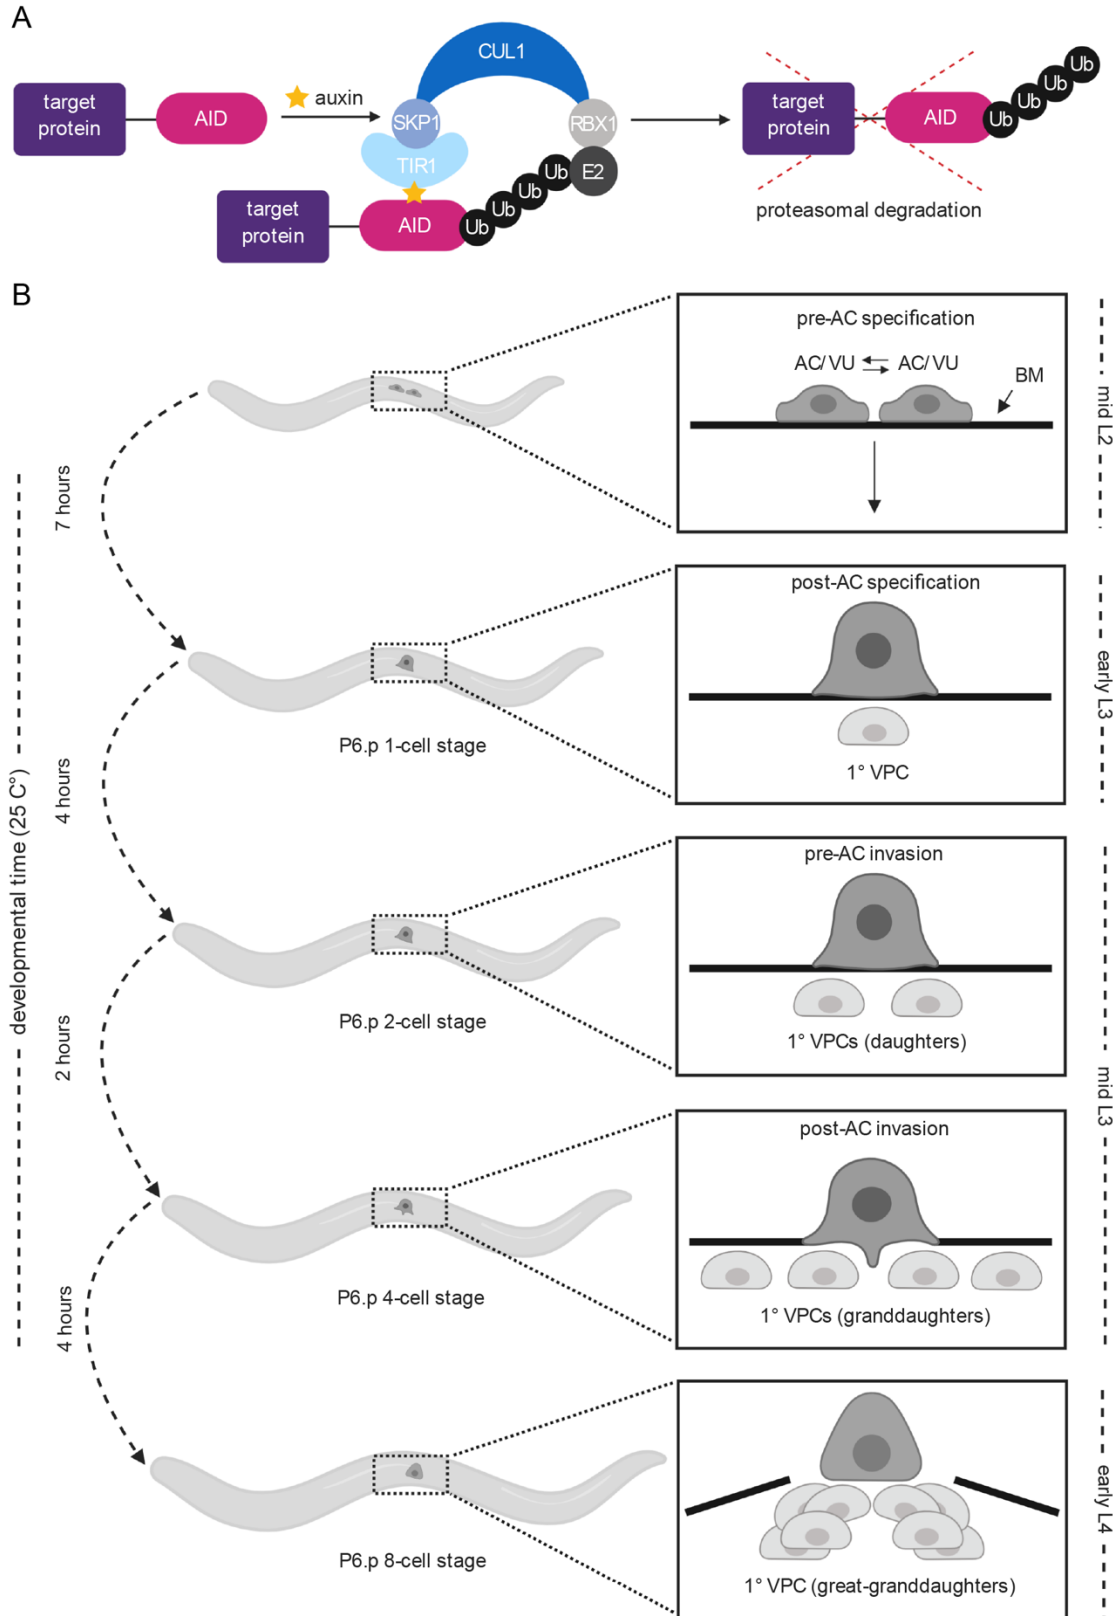 A
target
protein
AID
auxin
CUL1
SKP1
RBX1
TIR1
E2
Ub
Ub
Ub
Ub
target
protein
AID
target
protein
AID
Ub
Ub
Ub
Ub
proteasomal degradation
B
developmental time (25 C°)
7 hours
4 hours
2 hours
4 hours
pre-AC specification
AC/VU
AC/VU
BM
mid L2
P6.p 1-cell stage
post-AC specification
1° VPC
early L3
P6.p 2-cell stage
pre-AC invasion
1° VPCs (daughters)
mid L3
P6.p 4-cell stage
post-AC invasion
1° VPCs (granddaughters)
P6.p 8-cell stage
1° VPC (great-granddaughters)
early L4